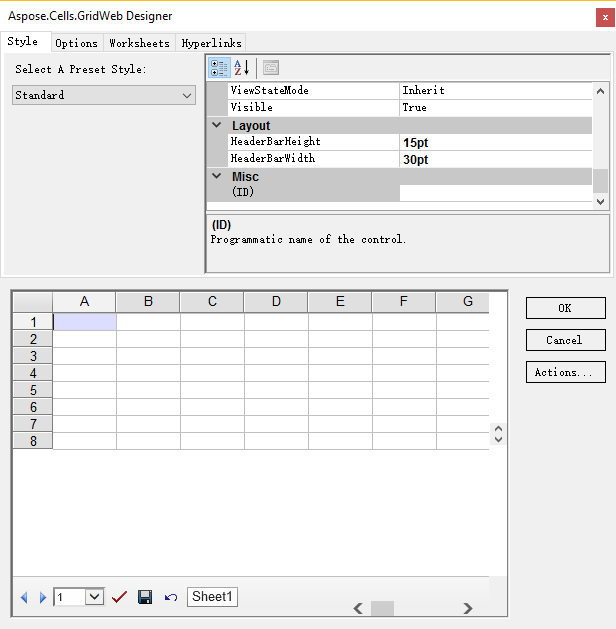 Aspose.Cells.GridWeb Designer
x
Style Options Worksheets Hyperlinks
Select A Preset Style:
Standard
A
Z
ViewStateMode Inherit
Visible True
Layout
HeaderBarHeight 15pt
HeaderBarWidth 30pt
Misc
(ID)
(ID)
Programmatic name of the control.
A B C D E F G
1
2
3
4
5
6
7
8
OK
Cancel
Actions...
1 Sheet1